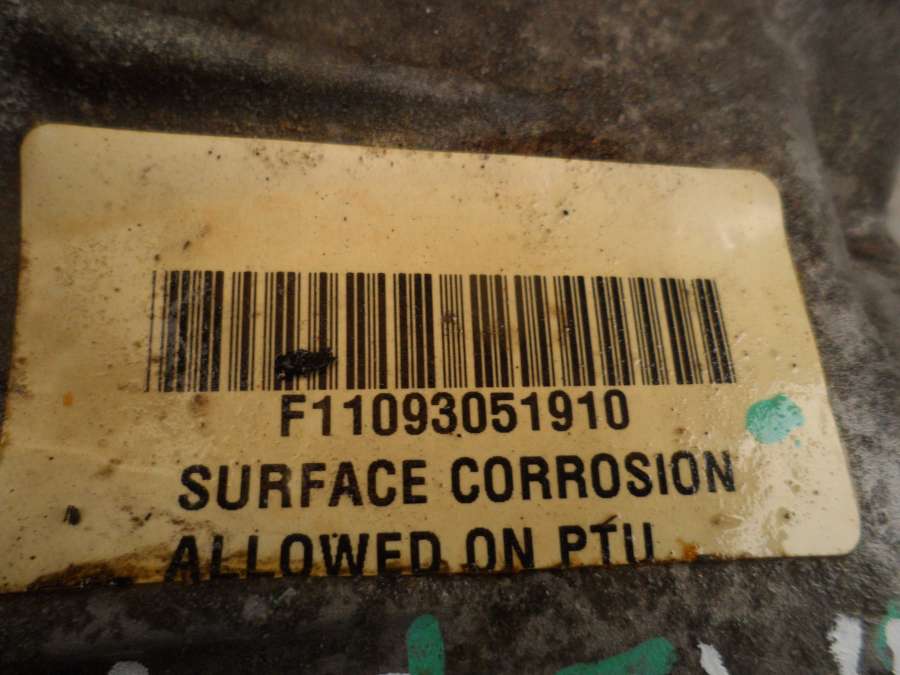 F11093051910
SURFACE CORROSION
ALLOWED ON PTU